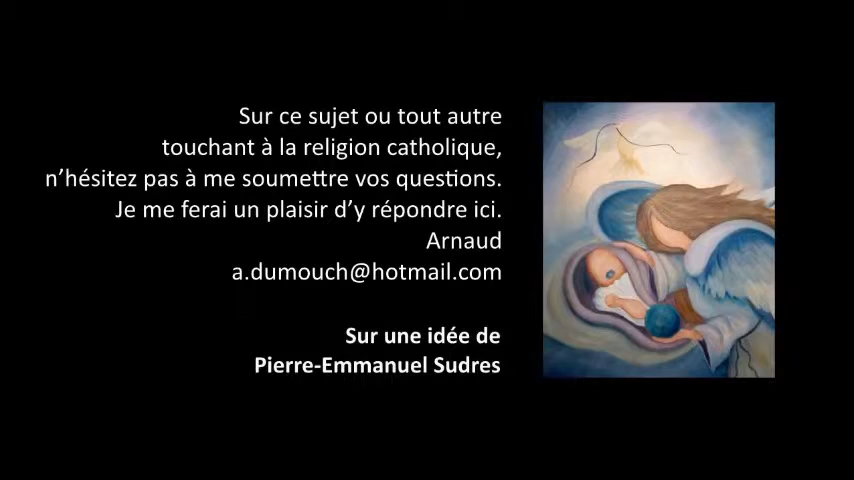 Sur ce sujet ou tout autre
touchant à la religion catholique,
n’hésitez pas à me soumettre vos questions.
Je me ferai un plaisir d’y répondre ici.
Arnaud
a.dumouch@hotmail.com
Sur une idée de
Pierre-Emmanuel Sudres